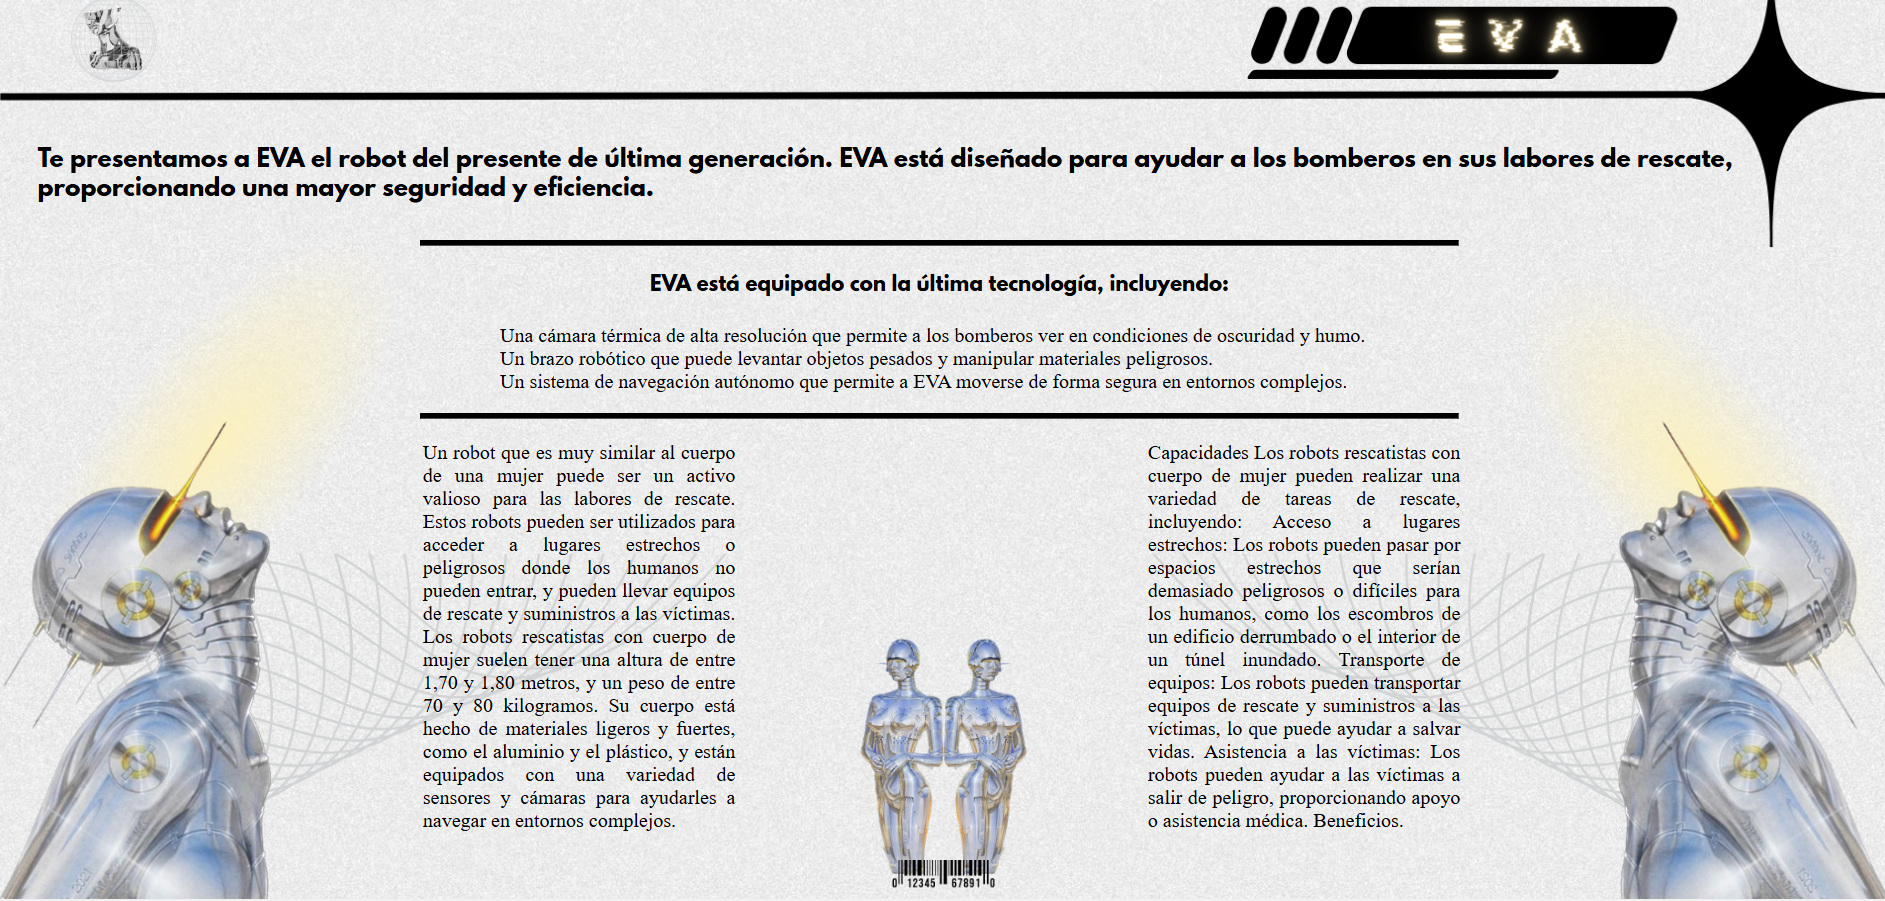 EVA
Te presentamos a EVA el robot del presente de última generación. EVA está diseñado para ayudar a los bomberos en sus labores de rescate,
proporcionando una mayor seguridad y eficiencia.
EVA está equipado con la última tecnología, incluyendo:
Una cámara térmica de alta resolución que permite a los bomberos ver en condiciones de oscuridad y humo.
Un brazo robótico que puede levantar objetos pesados y manipular materiales peligrosos.
Un sistema de navegación autónomo que permite a EVA moverse de forma segura en entornos complejos.
Un robot que es muy similar al cuerpo
de una mujer puede ser un activo
valioso para las labores de rescate.
Estos robots pueden ser utilizados para
acceder a lugares estrechos o
peligrosos donde los humanos no
pueden entrar, y pueden llevar equipos
de rescate y suministros a las víctimas.
Los robots rescatistas con cuerpo de
mujer suelen tener una altura de entre
1,70 y 1,80 metros, y un peso de entre
70 y 80 kilogramos. Su cuerpo está
hecho de materiales ligeros y fuertes,
como el aluminio y el plástico, y están
equipados con una variedad de
sensores y cámaras para ayudarles a
navegar en entornos complejos.
Capacidades Los robots rescatistas con
cuerpo de mujer pueden realizar una
variedad de tareas de rescate,
incluyendo: Acceso a lugares
estrechos: Los robots pueden pasar por
espacios estrechos que serían
demasiado peligrosos o difíciles para
los humanos, como los escombros de
un edificio derrumbado o el interior de
un túnel inundado. Transporte de
equipos: Los robots pueden transportar
equipos de rescate y suministros a las
víctimas, lo que puede ayudar a salvar
vidas. Asistencia a las víctimas: Los
robots pueden ayudar a las víctimas a
salir de peligro, proporcionando apoyo
o asistencia médica. Beneficios.
0 12345 67891 0